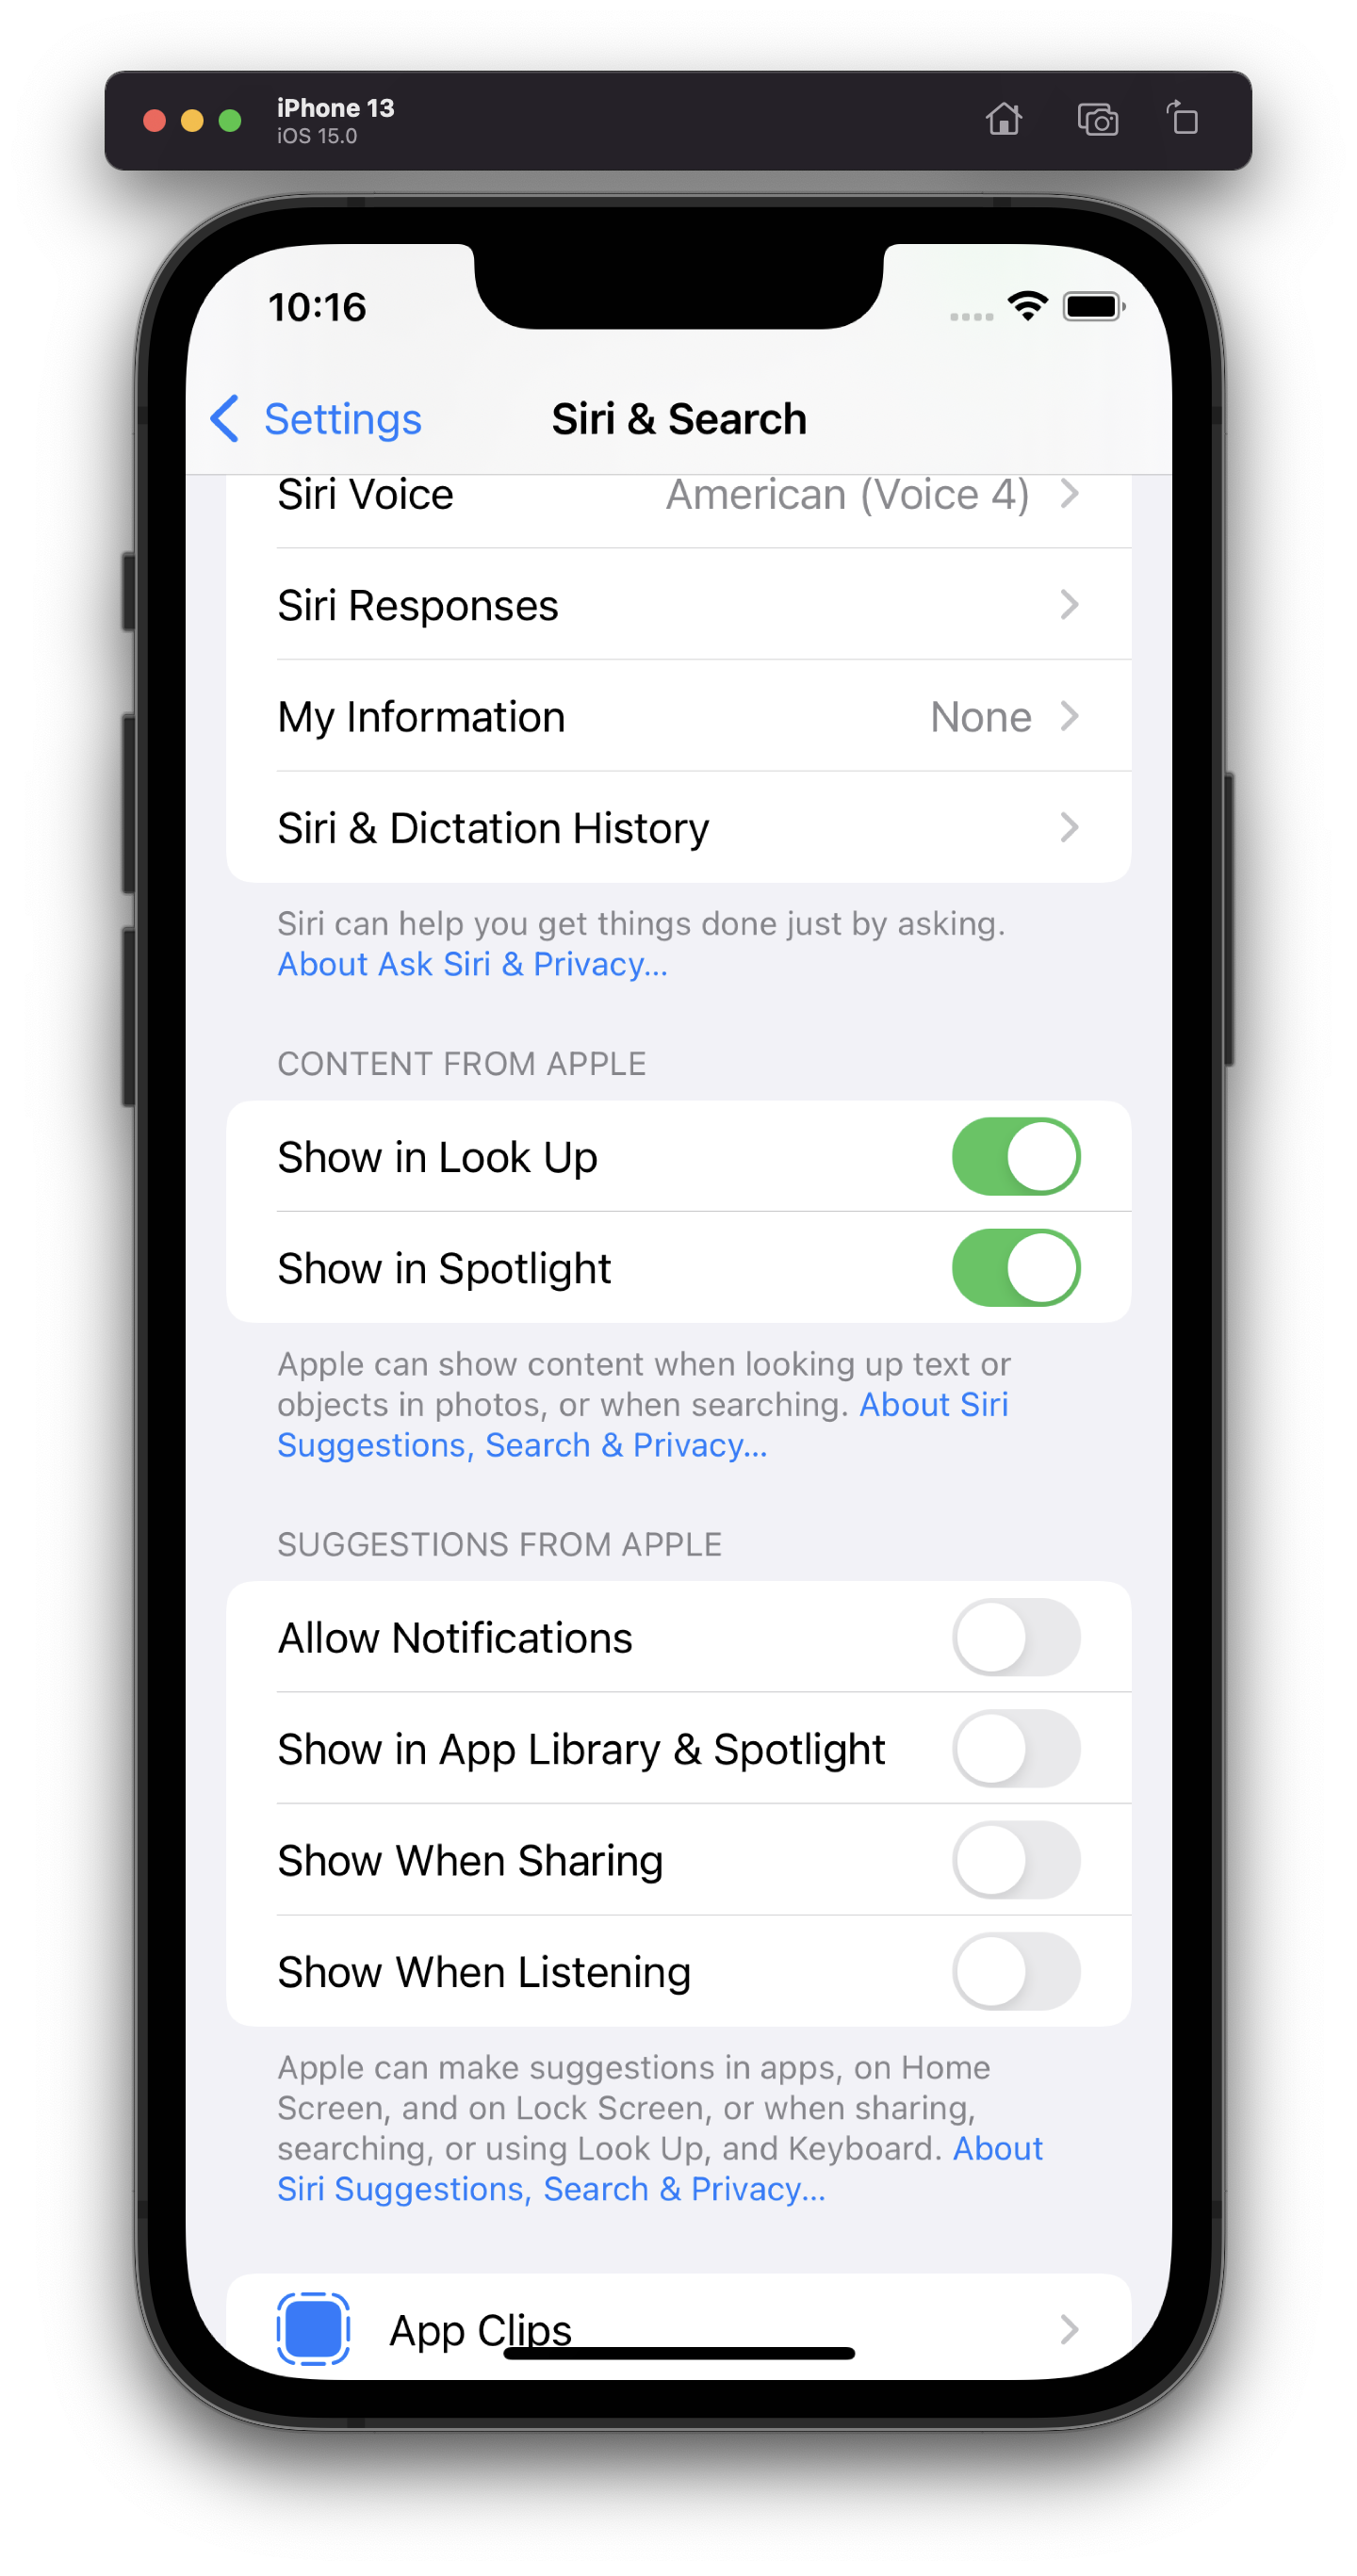 iPhone 13
iOS 15.0
10:16
Settings
Siri & Search
Siri Voice American (Voice 4)
Siri Responses
My Information None
Siri & Dictation History
Siri can help you get things done just by asking.
About Ask Siri & Privacy...
CONTENT FROM APPLE
Show in Look Up
Show in Spotlight
Apple can show content when looking up text or
objects in photos, or when searching. About Siri
Suggestions, Search & Privacy...
SUGGESTIONS FROM APPLE
Allow Notifications
Show in App Library & Spotlight
Show When Sharing
Show When Listening
Apple can make suggestions in apps, on Home
Screen, and on Lock Screen, or when sharing,
searching, or using Look Up, and Keyboard. About
Siri Suggestions, Search & Privacy...
App Clips